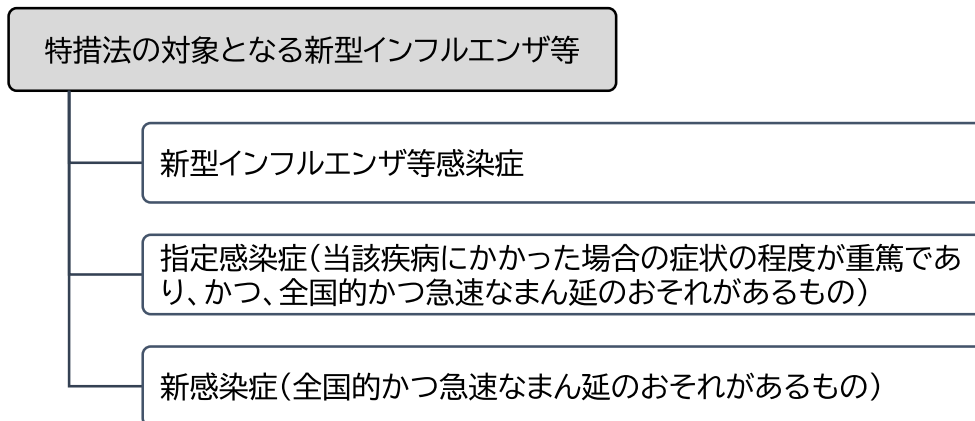 特措法の対象となる新型インフルエンザ等
新型インフルエンザ等感染症
指定感染症（当該疾病にかかった場合の症状の程度が重篤であ
り、かつ、全国的かつ急速なまん延のおそれがあるもの）
新感染症（全国的かつ急速なまん延のおそれがあるもの）